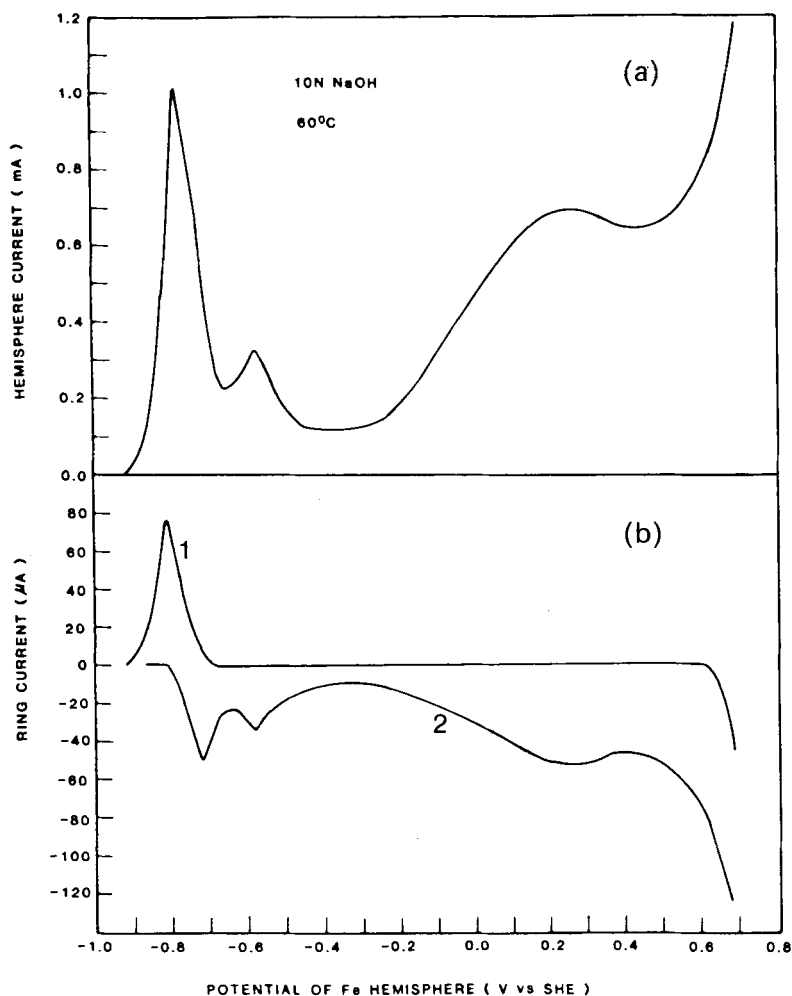 1.2
(a)
10N NaOH
1.0
60⁰C
0.8
0.6
0.4
0.2
0.0
HEMISPHERE CURRENT ( mA )
(b)
80
1
60
40
20
0
-20
2
-40
-60
-80
-100
-120
RING CURRENT ( μA )
-1.0 -0.8 -0.6 -0.4 -0.2 0.0 0.2 0.4 0.6 0.8
POTENTIAL OF Fe HEMISPHERE ( V vs SHE )